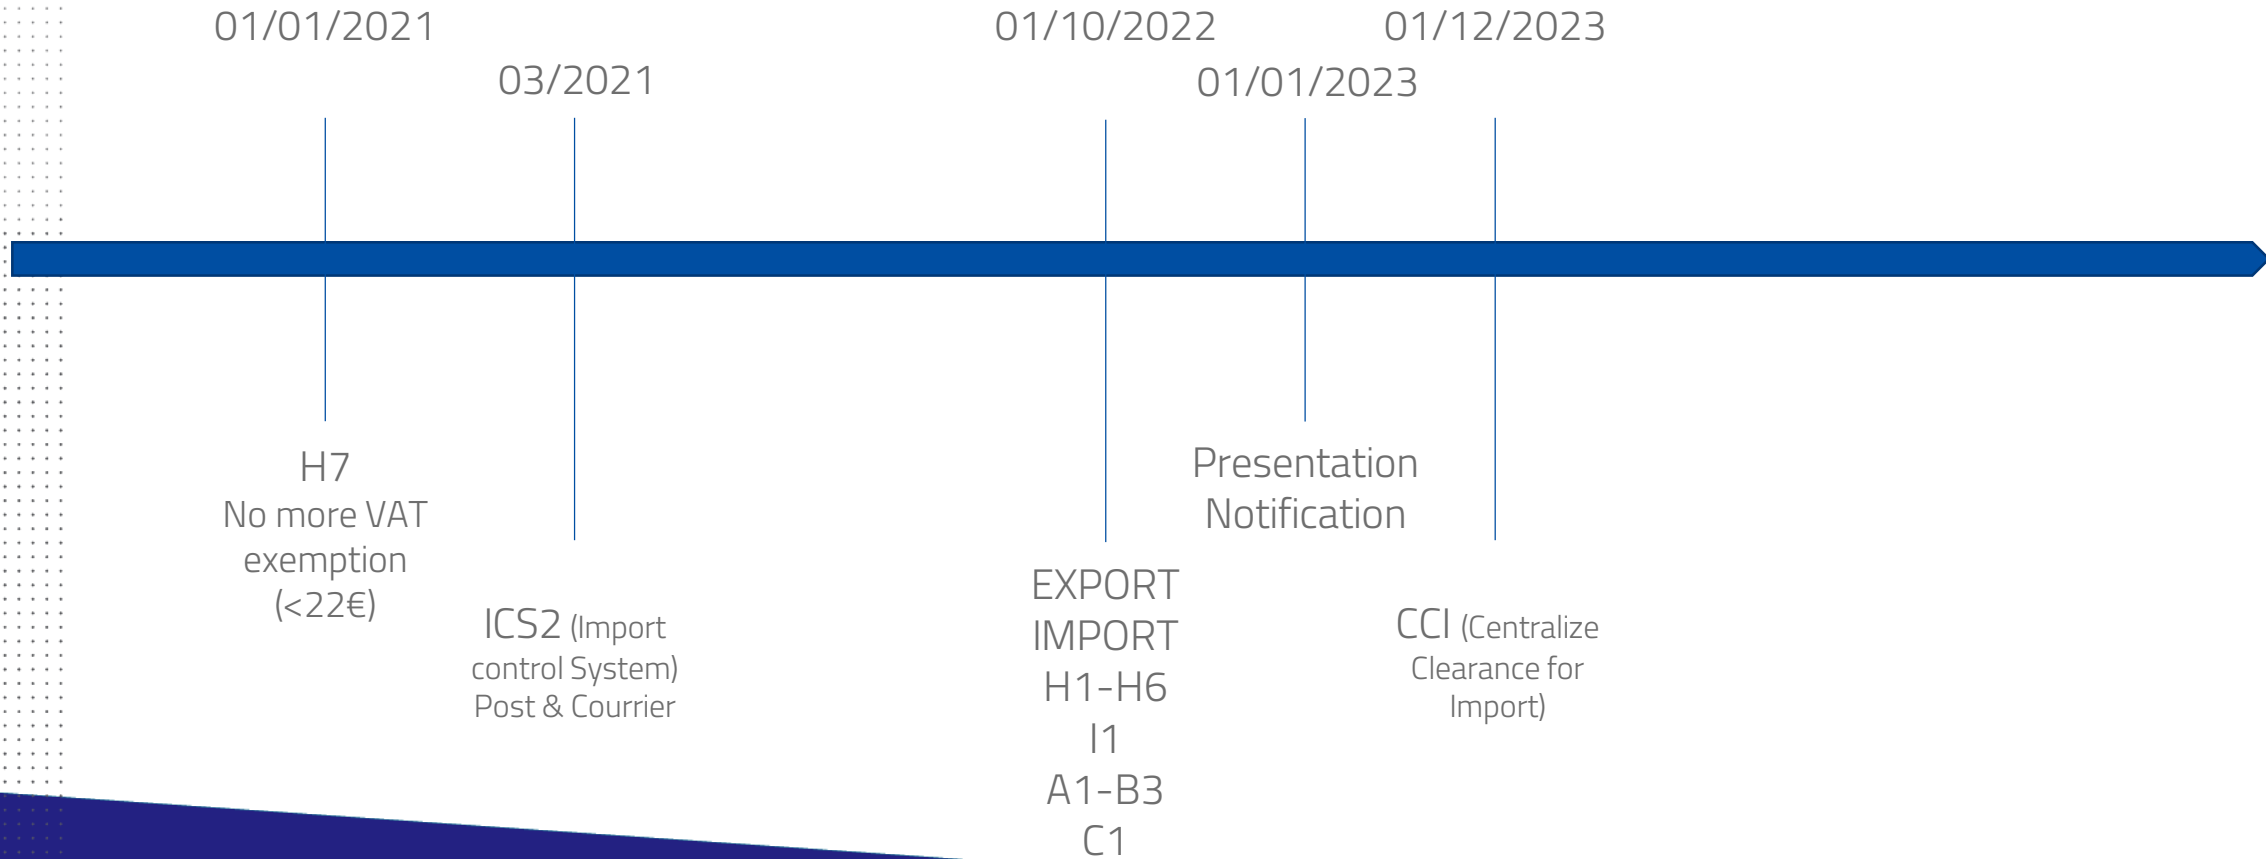 01/01/2021
03/2021
01/10/2022
01/01/2023
01/12/2023
H7
No more VAT
exemption
(<22€)
ICS2 (Import
control System)
Post & Courrier
EXPORT
IMPORT
H1-H6
I1
A1-B3
C1
Presentation
Notification
CCI (Centralize
Clearance for
Import)